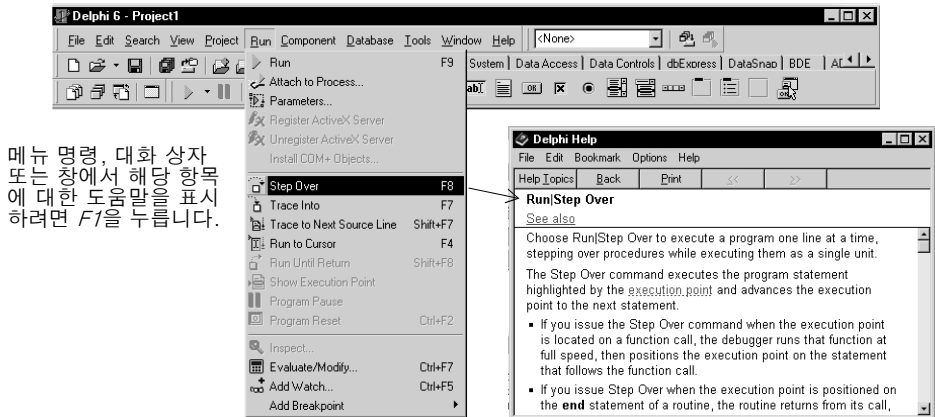 Delphi 6 - Project1
File Edit Search View Project Run Component Database Tools Window Help <None>
System Data Access Data Controls dbExpress DataSnap BDE
Run F9
Attach to Process...
Parameters...
Register ActiveX Server
Unregister ActiveX Server
Install COM+ Objects...
Step Over F8
Trace Into F7
Trace to Next Source Line Shift+F7
Run to Cursor F4
Run Until Return Shift+F8
Show Execution Point
Program Pause
Program Reset Ctrl+F2
Inspect...
Evaluate/Modify... Ctrl+F7
Add Watch... Ctrl+F5
Add Breakpoint
메뉴 명령, 대화 상자
또는 창에서 해당 항목
에 대한 도움말을 표시
하려면 F1을 누릅니다.
Delphi Help
File Edit Bookmark Options Help
Help Topics Back Print << >>
Run|Step Over
See also
Choose Run|Step Over to execute a program one line at a time,
stepping over procedures while executing them as a single unit.
The Step Over command executes the program statement
highlighted by the execution point and advances the execution
point to the next statement.
▪ If you issue the Step Over command when the execution point
is located on a function call, the debugger runs that function at
full speed, then positions the execution point on the statement
that follows the function call.
▪ If you issue Step Over when the execution point is positioned on
the end statement of a routine, the routine returns from its call,